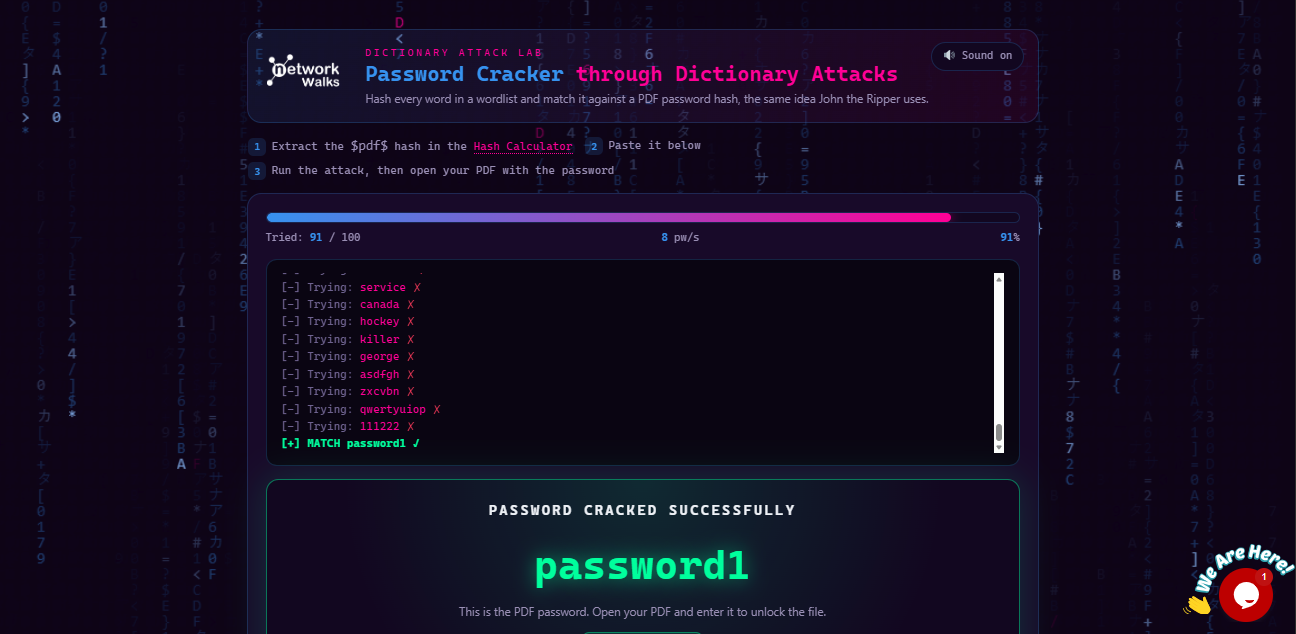 DICTIONARY ATTACK LAB
network
Walks
Password Cracker through Dictionary Attacks
Sound on
Hash every word in a wordlist and match it against a PDF password hash, the same idea John the Ripper uses.
1 Extract the $pdf$ hash in the Hash Calculator 2 Paste it below
3 Run the attack, then open your PDF with the password
Tried: 91 / 100 8 pw/s 91%
[-] Trying: service ✗
[-] Trying: canada ✗
[-] Trying: hockey ✗
[-] Trying: killer ✗
[-] Trying: george ✗
[-] Trying: asdfgh ✗
[-] Trying: zxcvbn ✗
[-] Trying: qwertyuiop ✗
[-] Trying: 111222 ✗
[+] MATCH password1 ✓
PASSWORD CRACKED SUCCESSFULLY
password1
This is the PDF password. Open your PDF and enter it to unlock the file.
We Are Here!
1